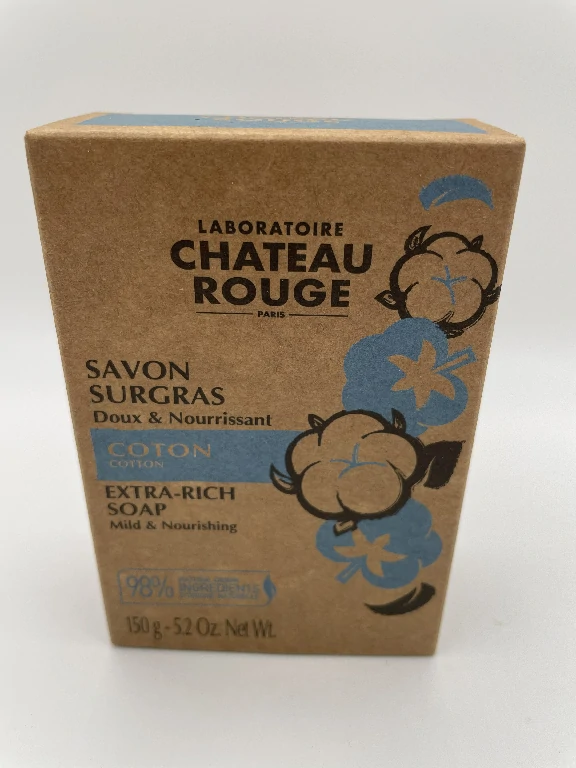 LABORATOIRE
CHATEAU
ROUGE
PARIS
SAVON
SURGRAS
Doux & Nourrissant
COTON
COTTON
EXTRA-RICH
SOAP
Mild & Nourishing
98%
INGREDIENTS
150 g - 5.2 Oz. Net Wt.